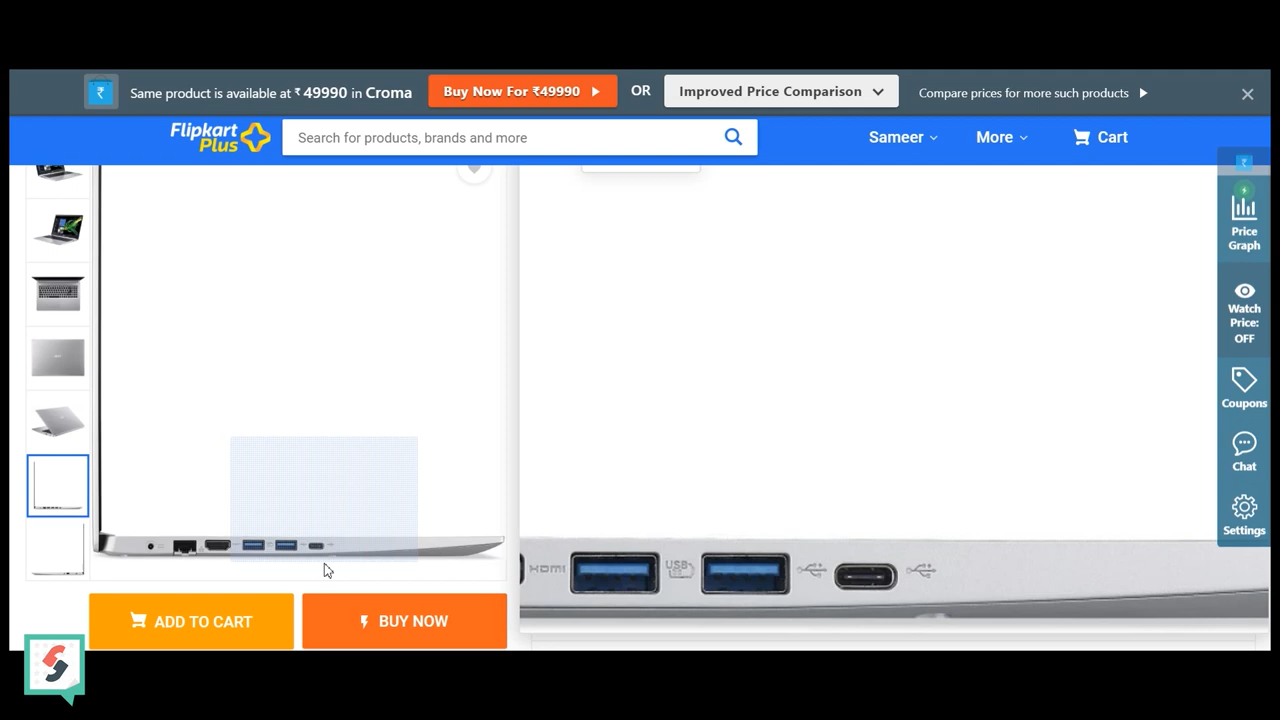 Same product is available at ₹ 49990 in Croma
Buy Now For ₹49990
OR
Improved Price Comparison
Compare prices for more such products
Flipkart
Plus
Search for products, brands and more
Sameer
More
Cart
Price
Graph
Watch
Price:
OFF
Coupons
Chat
Settings
HDMI
USB
ADD TO CART
BUY NOW